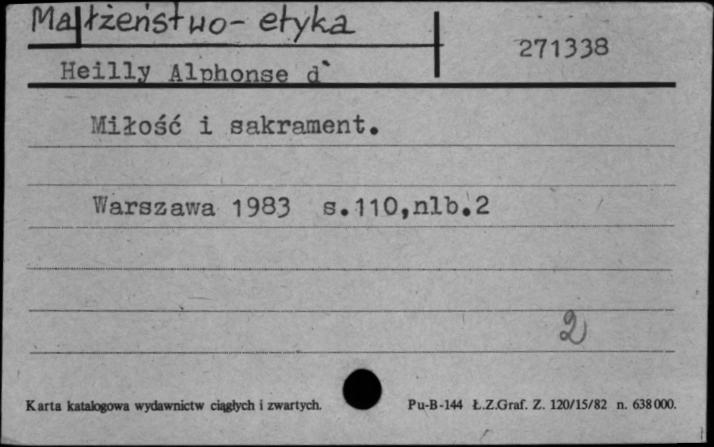 Małżeństwo - etyka
271338
Heilly Alphonse d`
Miłość i sakrament.
Warszawa 1983 s.110,nlb.2
2
Karta katalogowa wydawnictw ciągłych i zwartych.
Pu-B-144 Ł.Z.Graf. Z. 120/15/82 n. 638000.